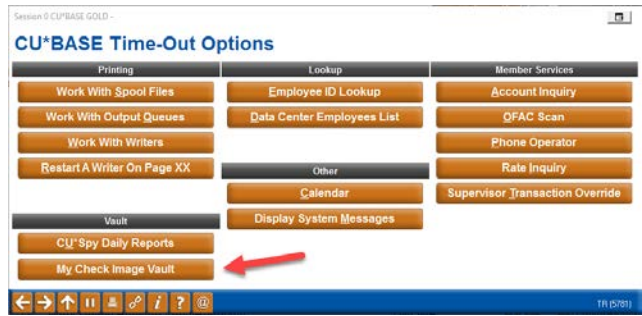 Session 0 CU*BASE GOLD -
CU*BASE Time-Out Options
Printing
Work With Spool Files
Work With Output Queues
Work With Writers
Restart A Writer On Page XX
Vault
CU*Spy Daily Reports
My Check Image Vault
Lookup
Employee ID Lookup
Data Center Employees List
Other
Calendar
Display System Messages
Member Services
Account Inquiry
OFAC Scan
Phone Operator
Rate Inquiry
Supervisor Transaction Override
i ? @
TR (5781)